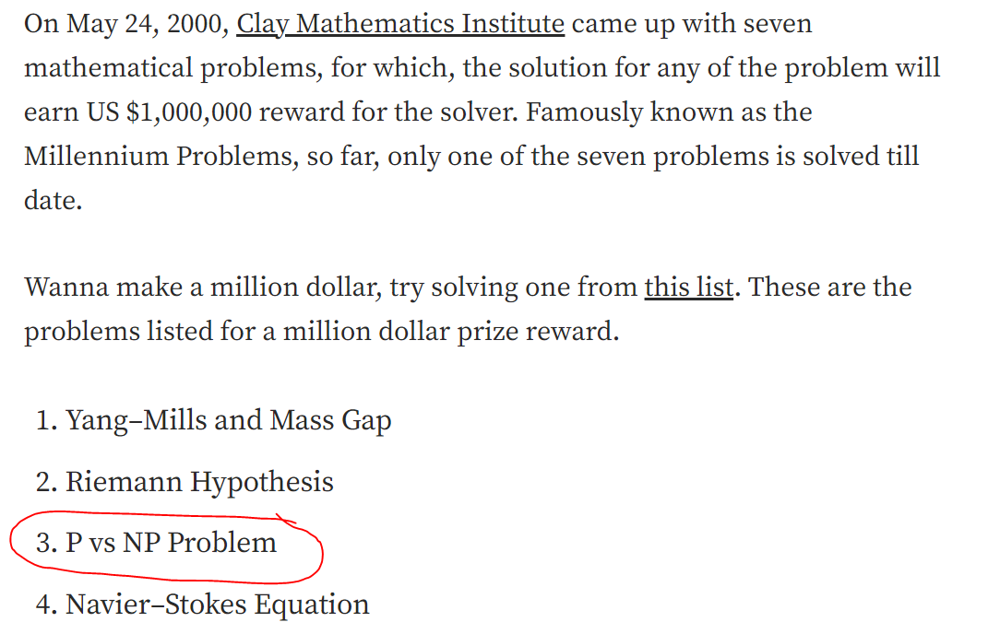 On May 24, 2000, Clay Mathematics Institute came up with seven
mathematical problems, for which, the solution for any of the problem will
earn US $1,000,000 reward for the solver. Famously known as the
Millennium Problems, so far, only one of the seven problems is solved till
date.
Wanna make a million dollar, try solving one from this list. These are the
problems listed for a million dollar prize reward.
1. Yang–Mills and Mass Gap
2. Riemann Hypothesis
3. P vs NP Problem
4. Navier–Stokes Equation